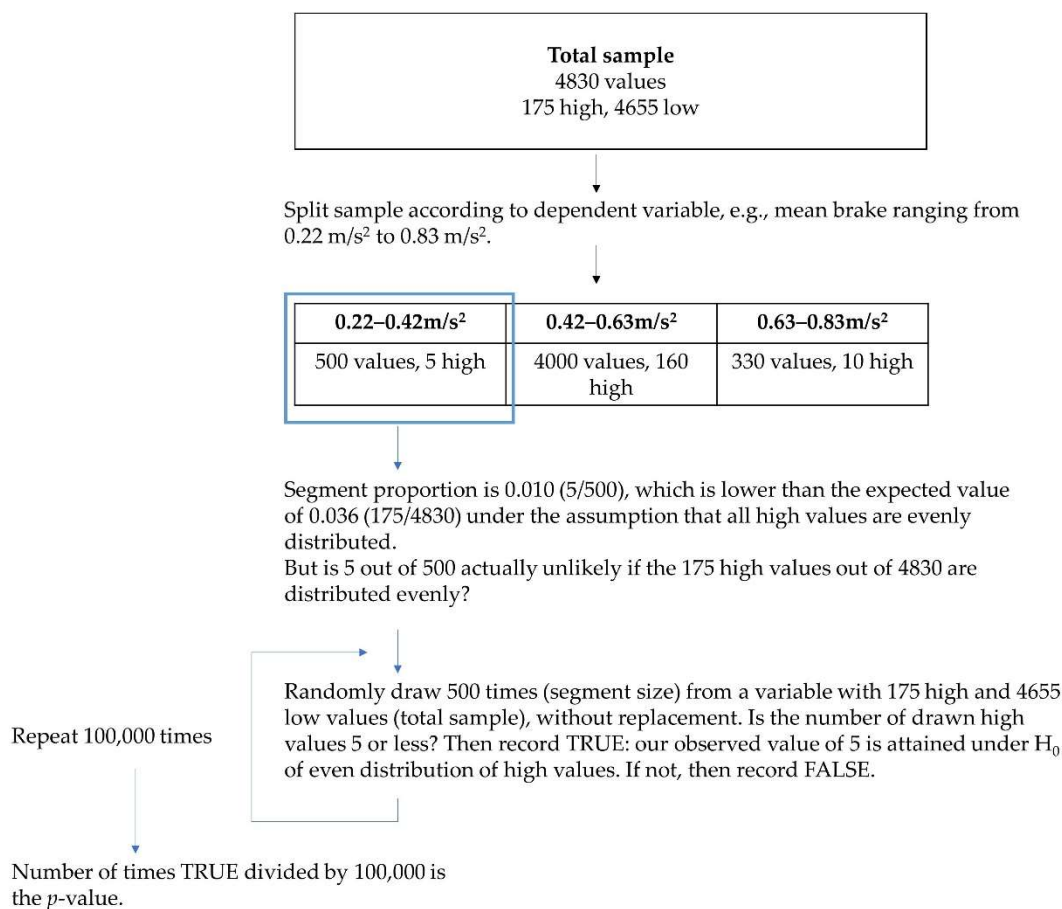 Total sample
4830 values
175 high, 4655 low
Split sample according to dependent variable, e.g., mean brake ranging from
0.22 m/s² to 0.83 m/s².
0.22–0.42m/s² 0.42–0.63m/s² 0.63–0.83m/s²
500 values, 5 high 4000 values, 160 330 values, 10 high
high
Segment proportion is 0.010 (5/500), which is lower than the expected value
of 0.036 (175/4830) under the assumption that all high values are evenly
distributed.
But is 5 out of 500 actually unlikely if the 175 high values out of 4830 are
distributed evenly?
Randomly draw 500 times (segment size) from a variable with 175 high and 4655
low values (total sample), without replacement. Is the number of drawn high
values 5 or less? Then record TRUE: our observed value of 5 is attained under H₀
of even distribution of high values. If not, then record FALSE.
Repeat 100,000 times
Number of times TRUE divided by 100,000 is
the p-value.